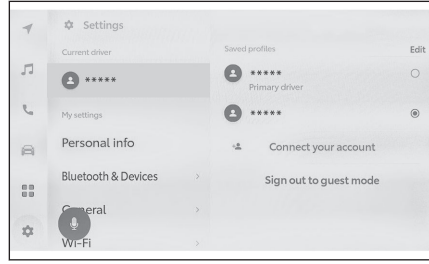 Settings
Current driver
*****
My settings
Personal info
Bluetooth & Devices
General
Wi-Fi
Saved profiles
Edit
*****
Primary driver
*****
Connect your account
Sign out to guest mode